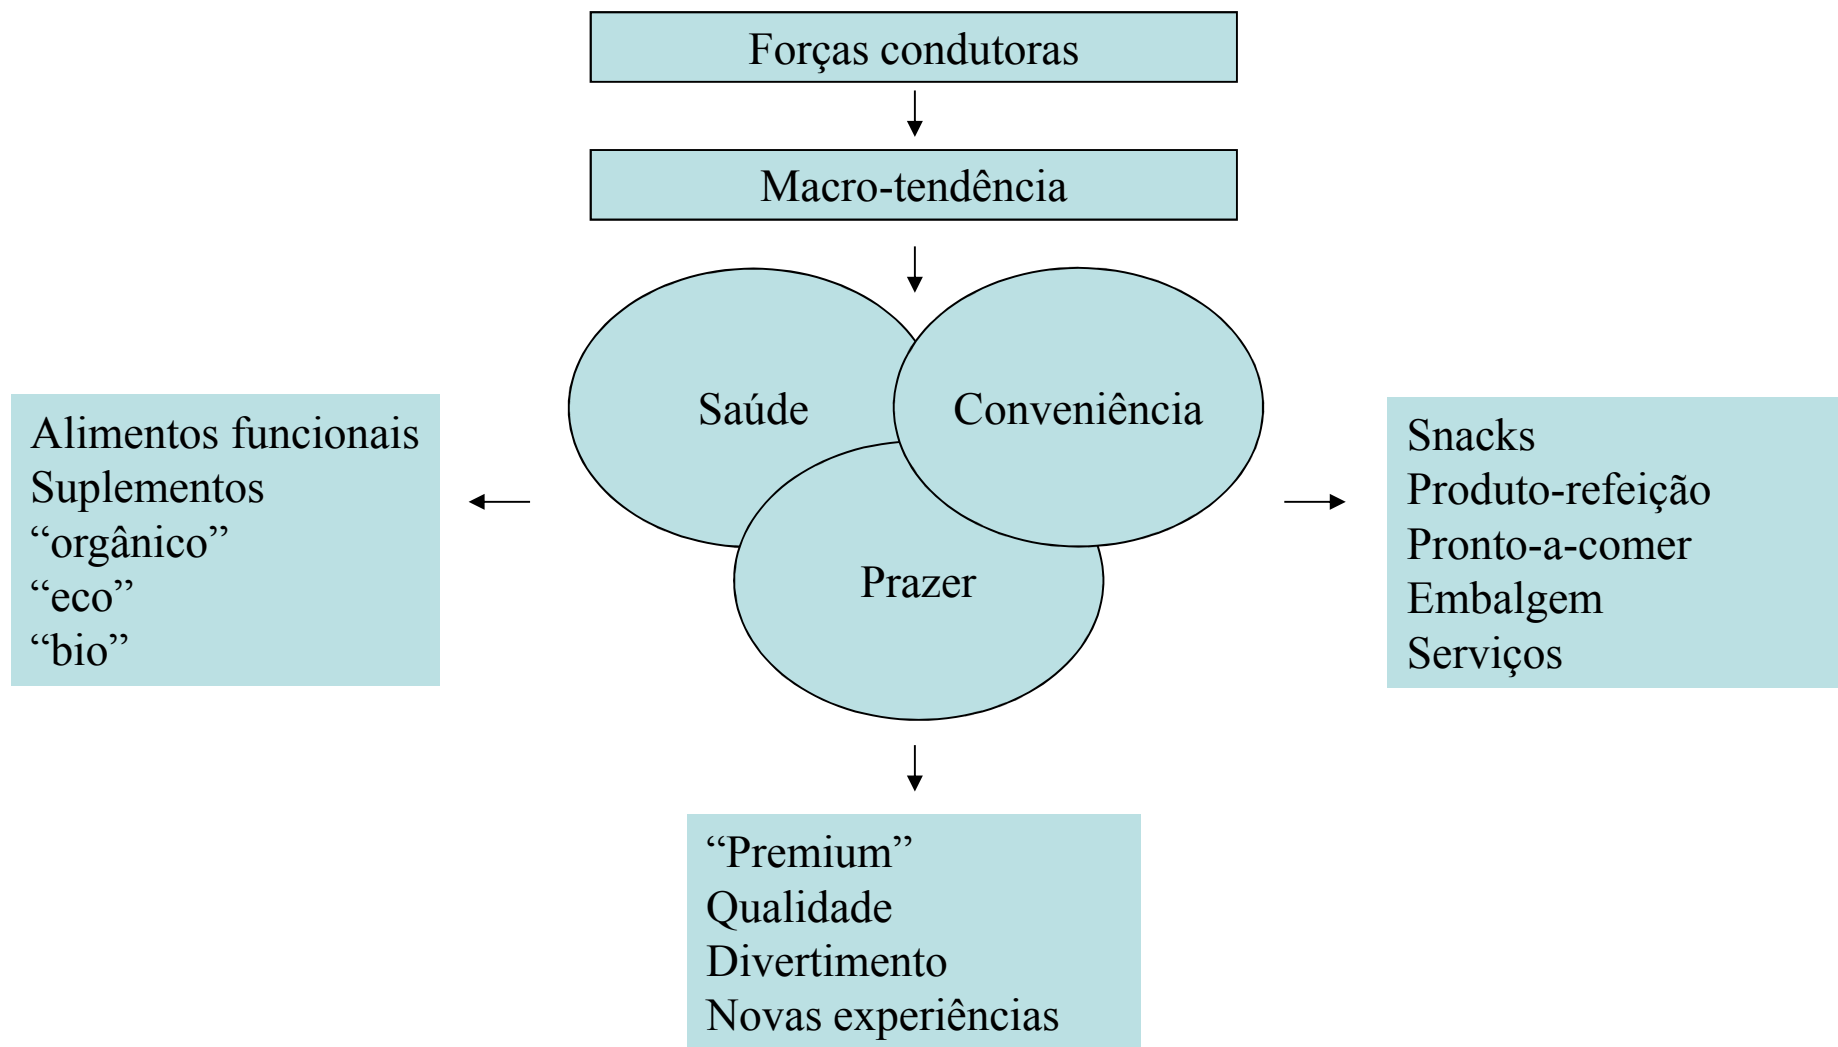 Forças condutoras
Macro-tendência
Saúde
Conveniência
Prazer
Alimentos funcionais
Suplementos
“orgânico”
“eco”
“bio”
Snacks
Produto-refeição
Pronto-a-comer
Embalgem
Serviços
“Premium”
Qualidade
Divertimento
Novas experiências